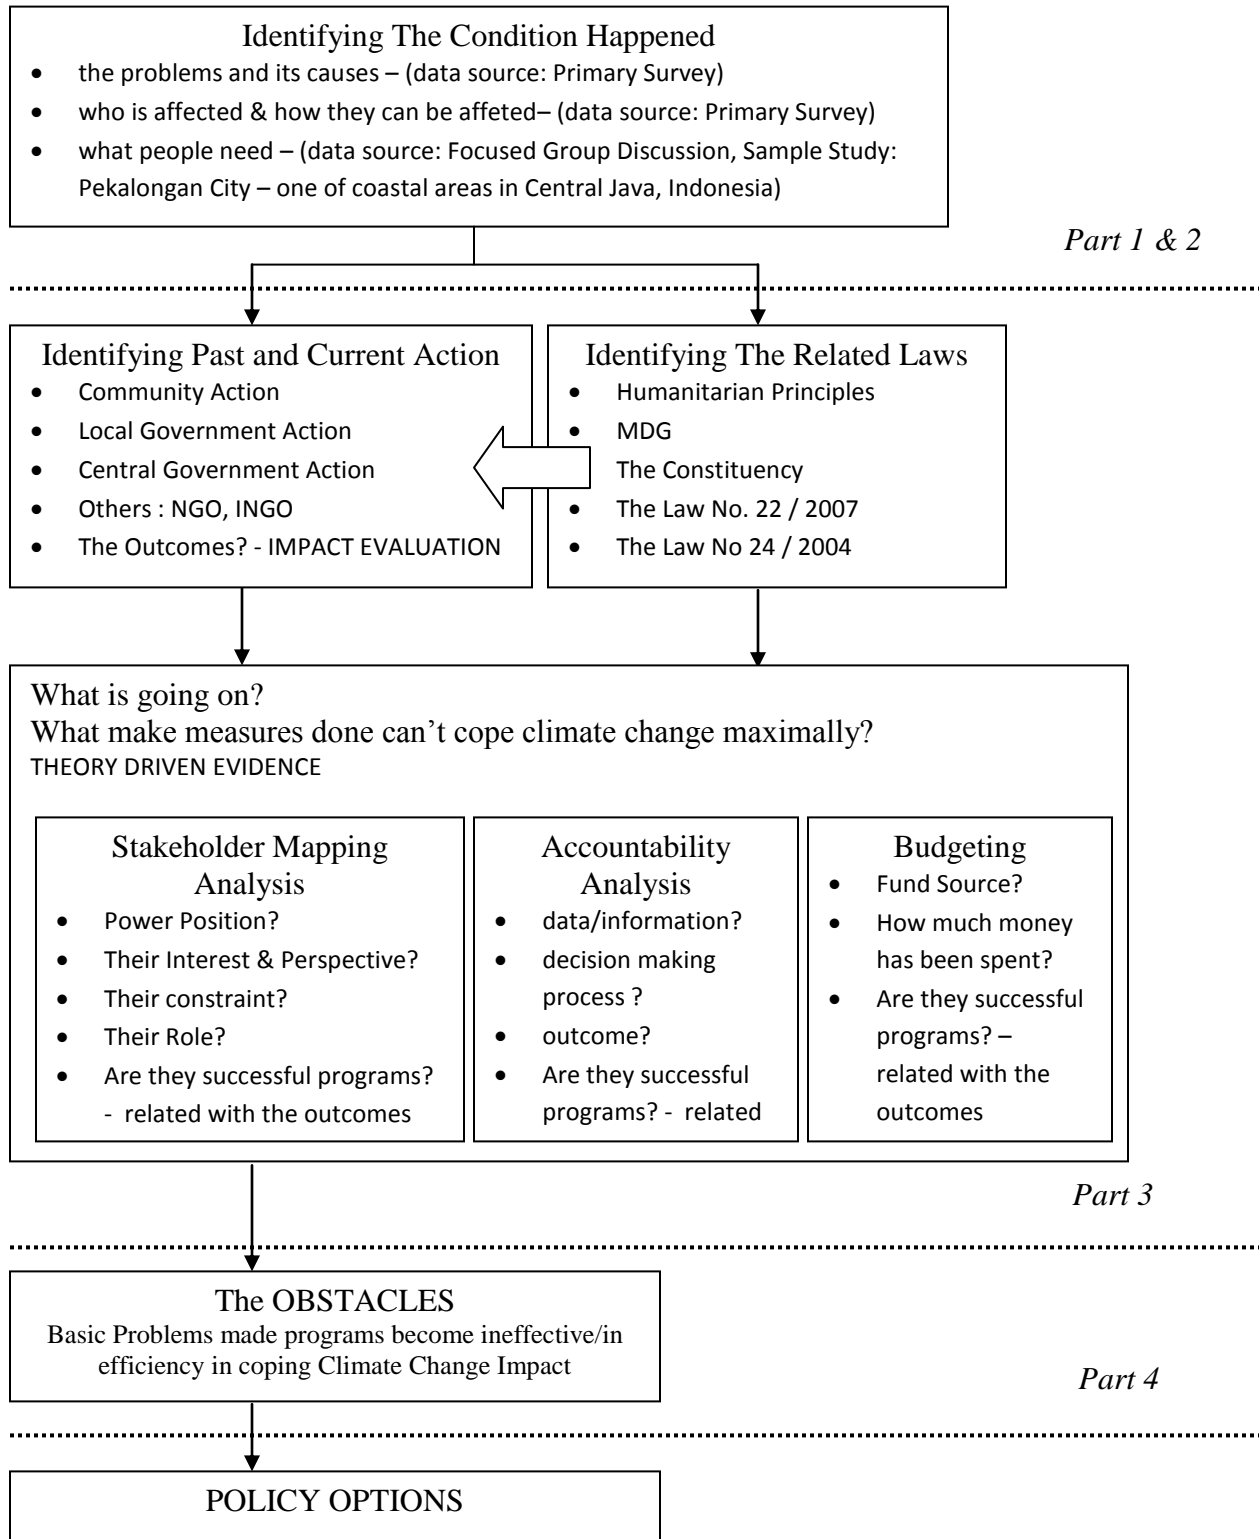 Identifying The Condition Happened
• the problems and its causes – (data source: Primary Survey)
• who is affected & how they can be affeted– (data source: Primary Survey)
• what people need – (data source: Focused Group Discussion, Sample Study:
Pekalongan City – one of coastal areas in Central Java, Indonesia)
Part 1 & 2
Identifying Past and Current Action
• Community Action
• Local Government Action
• Central Government Action
• Others : NGO, INGO
• The Outcomes? - IMPACT EVALUATION
Identifying The Related Laws
• Humanitarian Principles
• MDG
The Constituency
• The Law No. 22 / 2007
• The Law No 24 / 2004
What is going on?
What make measures done can't cope climate change maximally?
THEORY DRIVEN EVIDENCE
Stakeholder Mapping
Analysis
• Power Position?
• Their Interest & Perspective?
• Their constraint?
• Their Role?
• Are they successful programs?
- related with the outcomes
Accountability
Analysis
• data/information?
• decision making
process ?
• outcome?
• Are they successful
programs? - related
Budgeting
• Fund Source?
• How much money
has been spent?
• Are they successful
programs? –
related with the
outcomes
Part 3
The OBSTACLES
Basic Problems made programs become ineffective/in
efficiency in coping Climate Change Impact
Part 4
POLICY OPTIONS